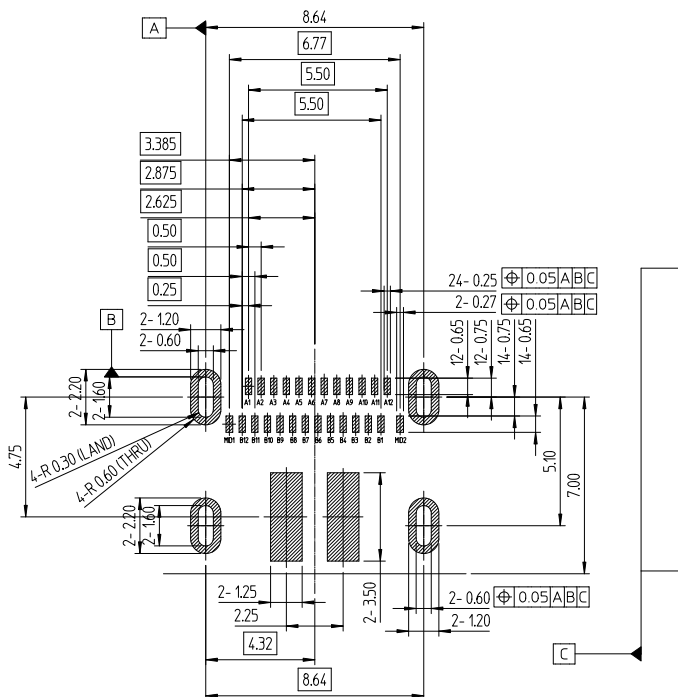 8.64
A
6.77
5.50
5.50
3.385
2.875
2.625
0.50
0.50
0.25
24- 0.25 ⌖ 0.05 A B C
2- 0.27 ⌖ 0.05 A B C
B
2- 1.20
2- 0.60
12- 0.65
12- 0.75
14- 0.75
14- 0.65
2- 2.20
2- 1.60
A1 A2 A3 A4 A5 A6 A7 A8 A9 A10 A11 A12
MID1 B12 B11 B10 B9 B8 B7 B6 B5 B4 B3 B2 B1 MID2
4-R 0.30 (LAND)
4-R 0.60 (THRU)
4.75
5.10
7.00
2- 2.20
2- 1.60
2- 1.25
2- 3.50
2- 0.60 ⌖ 0.05 A B C
2.25
2- 1.20
4.32
C
8.64